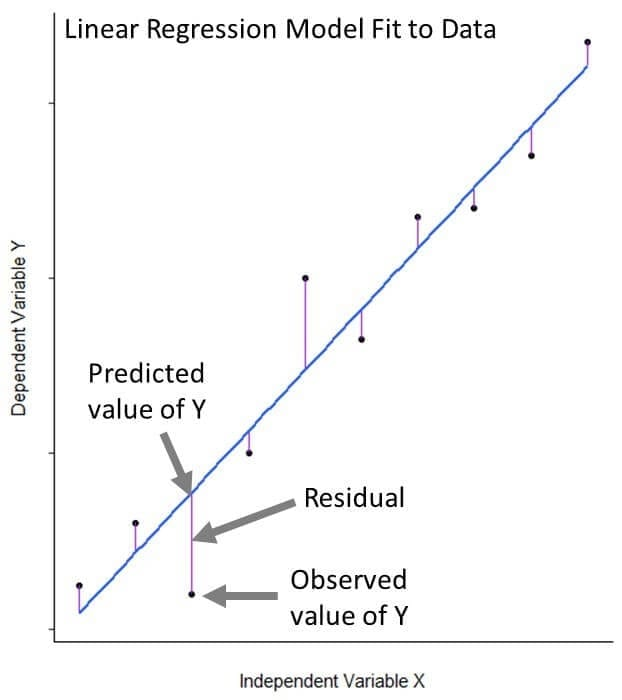 Linear Regression Model Fit to Data
Dependent Variable Y
Predicted
value of Y
Residual
Observed
value of Y
Independent Variable X